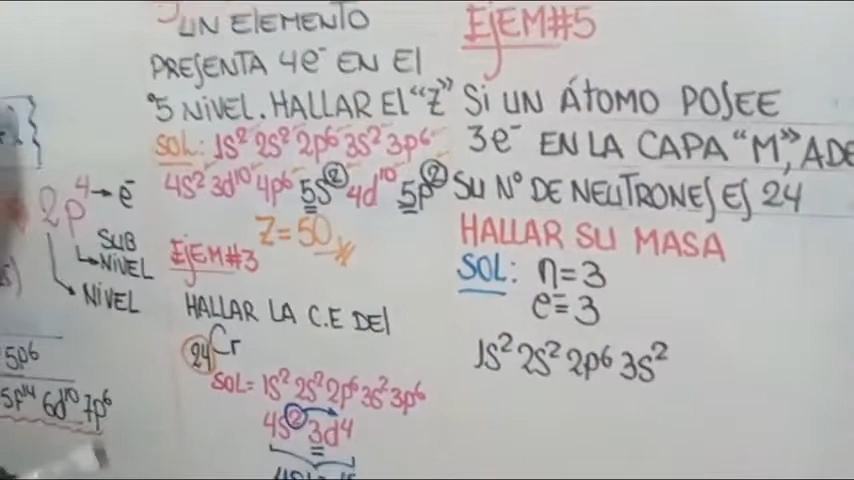 UN ELEMENTO
PRESENTA 4e⁻ EN El
5 NIVEL. HALLAR El "Z"
SOL: 1S² 2S² 2p⁶ 3S² 3p⁶
4S² 3d¹⁰ 4p⁶ 5S² 4d¹⁰ 5p²
Z = 50
EjEM#3
HALLAR LA C.E DEl
24 Cr
SOL= 1S² 2S² 2p⁶ 3S² 3p⁶
4S² 3d⁴
2p⁴ → e⁻
SUB
NIVEL
NIVEL
5p⁶
5f¹⁴ 6d¹⁰ 7p⁶
EjEM#5
Si UN ÁTOMO POSEE
3e⁻ EN LA CAPA "M", ADE
SU N° DE NEUTRONES ES 24
HALLAR SU MASA
SOL: n = 3
e⁻ = 3
1S² 2S² 2p⁶ 3S²